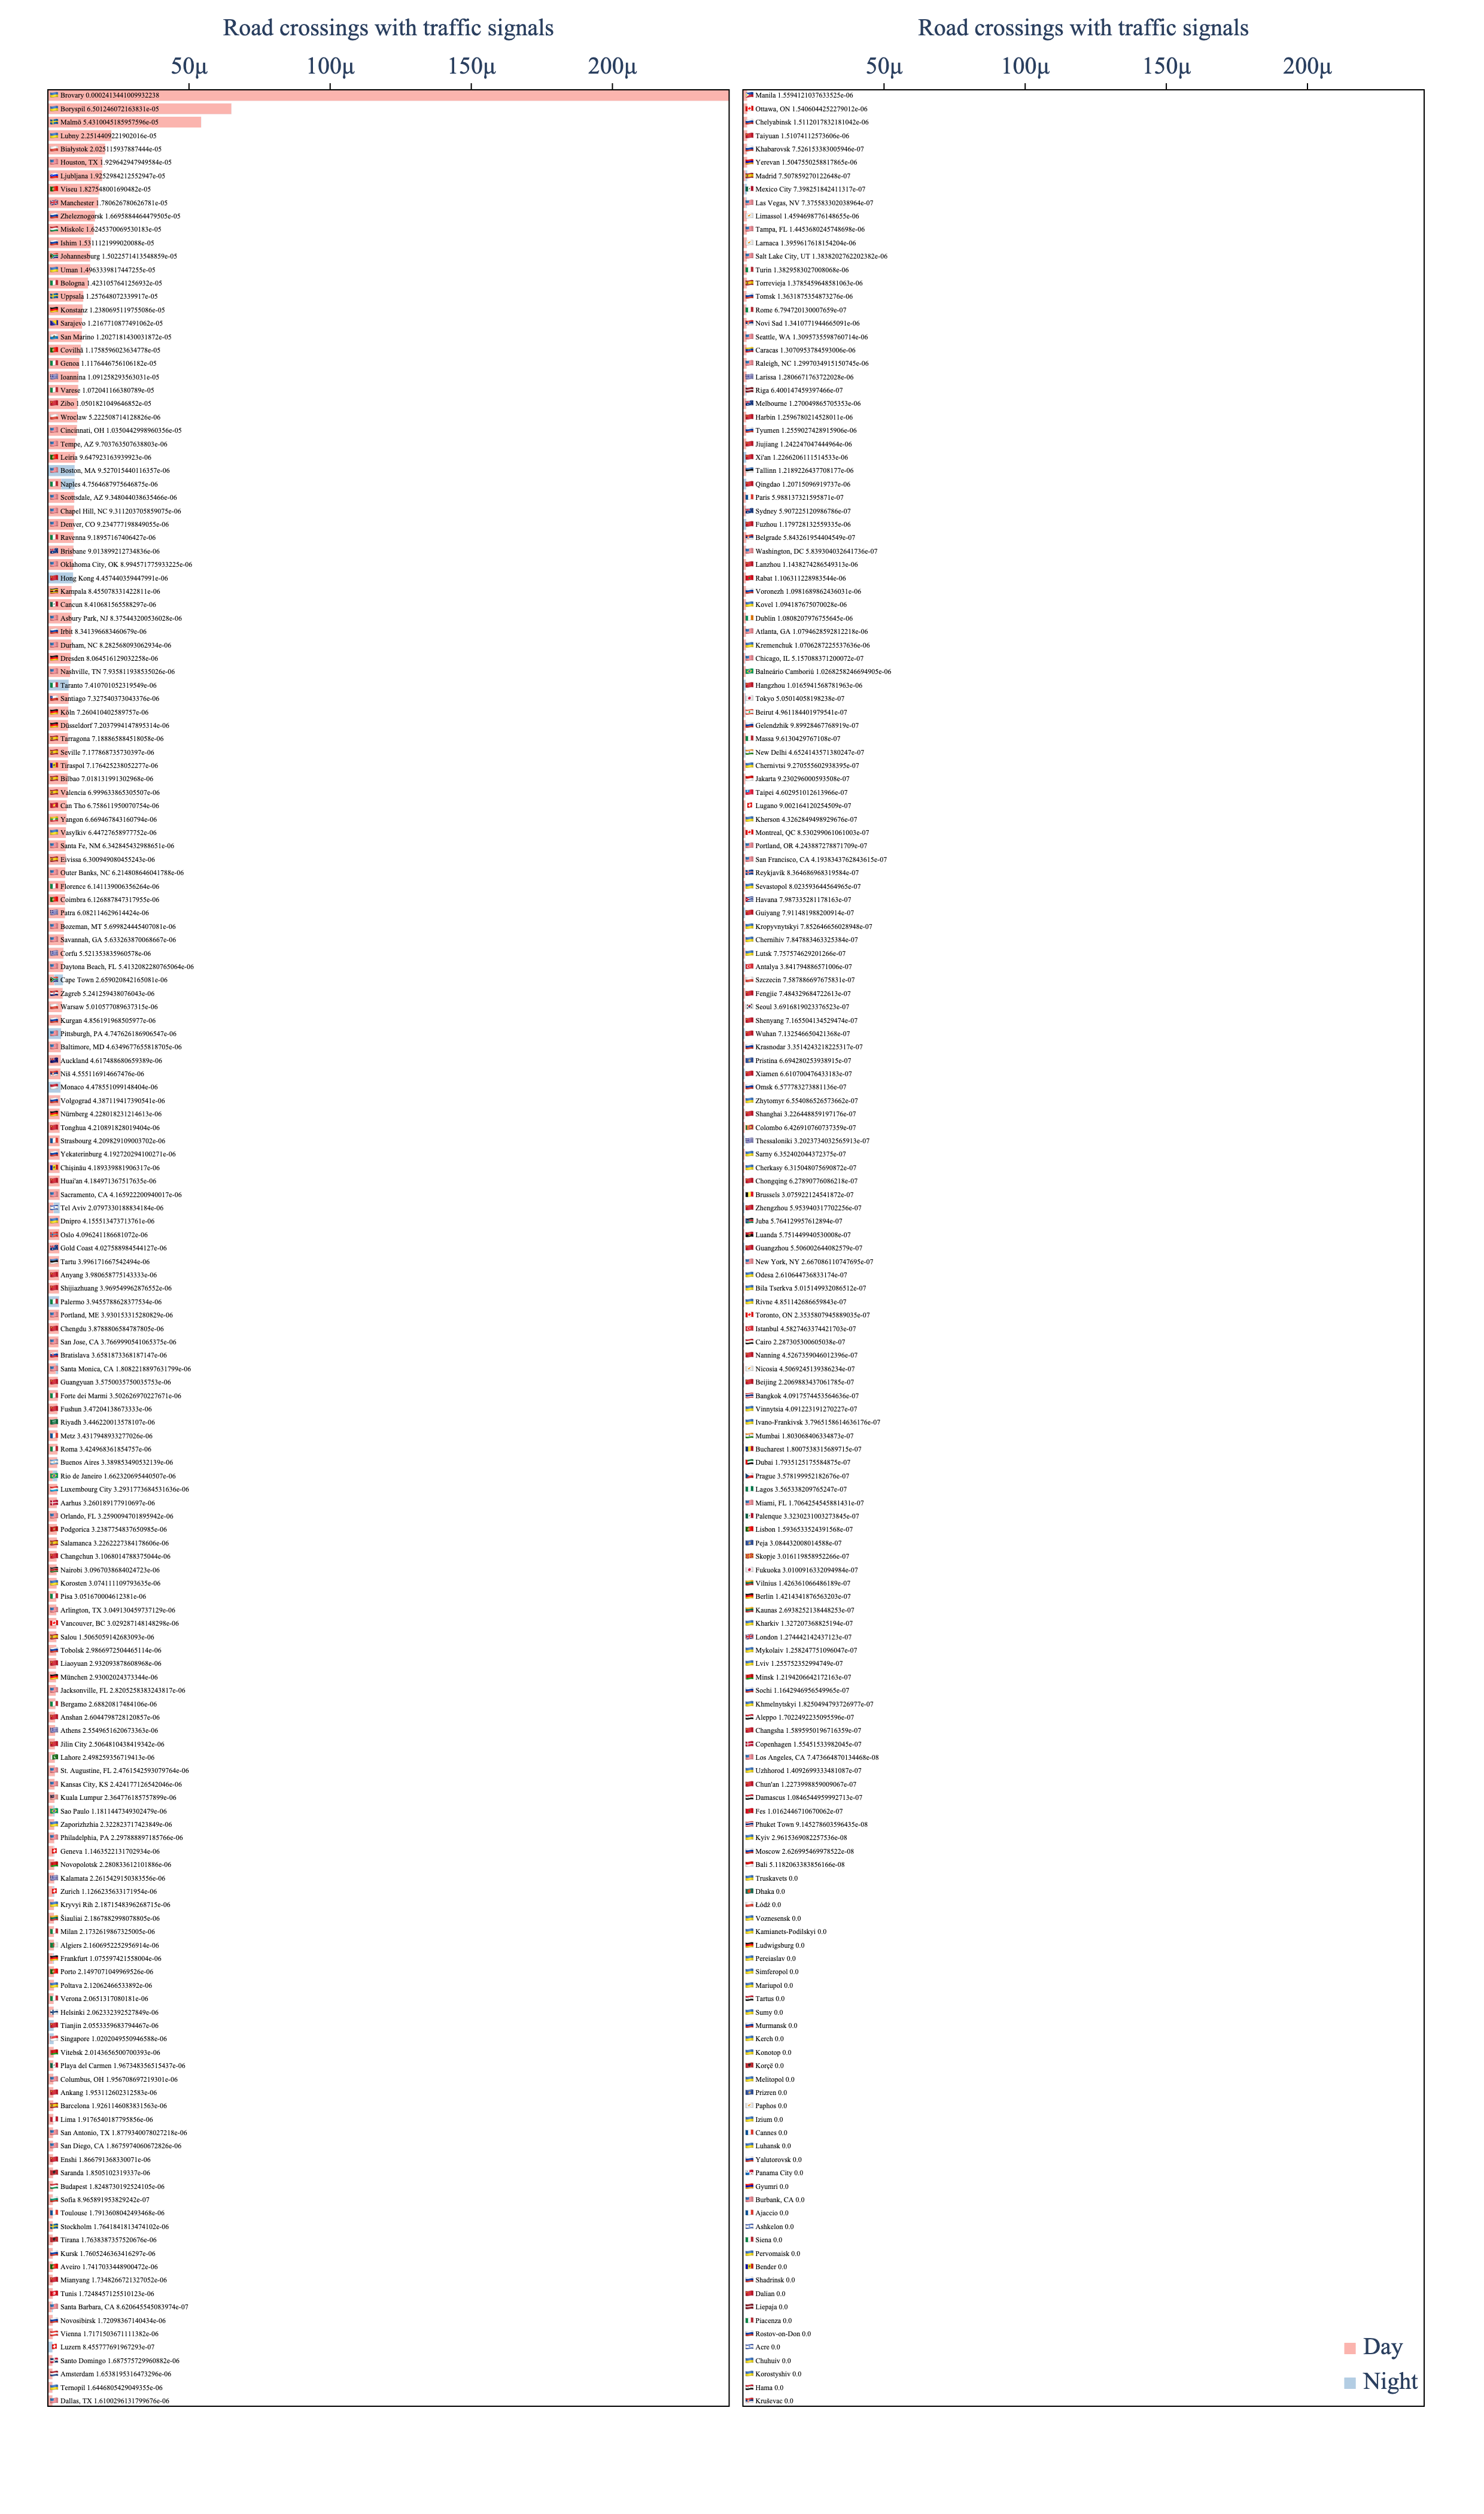 Road crossings with traffic signals
50μ 100μ 150μ 200μ
Brovary 0.0002413441009932238
Boryspil 6.501246072163831e-05
Malmö 5.4310045185957596e-05
Lubny 2.2514409221902016e-05
Białystok 2.025115937887444e-05
Houston, TX 1.929642947949584e-05
Ljubljana 1.9252984212552947e-05
Viseu 1.827548001690482e-05
Manchester 1.780626780626781e-05
Zheleznogorsk 1.6695884464479505e-05
Miskolc 1.6245370069530183e-05
Ishim 1.5311121999020088e-05
Johannesburg 1.5022571413548859e-05
Uman 1.4963339817447255e-05
Bologna 1.4231057641256932e-05
Uppsala 1.257648072339917e-05
Konstanz 1.2380695119755086e-05
Sarajevo 1.2167710877491062e-05
San Marino 1.2027181430031872e-05
Covilhã 1.1758596023634778e-05
Genoa 1.1176446756106182e-05
Ioannina 1.091258293563031e-05
Varese 1.072041166380789e-05
Zibo 1.0501821049646852e-05
Wrocław 5.222508714128826e-06
Cincinnati, OH 1.0350442998960356e-05
Tempe, AZ 9.703763507638803e-06
Leiria 9.647923163939923e-06
Boston, MA 9.527015440116357e-06
Naples 4.7564687975646875e-06
Scottsdale, AZ 9.348044038635466e-06
Chapel Hill, NC 9.311203705859075e-06
Denver, CO 9.234777198849055e-06
Ravenna 9.18957167406427e-06
Brisbane 9.013899212734836e-06
Oklahoma City, OK 8.994571775933225e-06
Hong Kong 4.457440359447991e-06
Kampala 8.455078331422811e-06
Cancun 8.410681565588297e-06
Asbury Park, NJ 8.375443200536028e-06
Irbit 8.341396683460679e-06
Durham, NC 8.282568093062934e-06
Dresden 8.064516129032258e-06
Nashville, TN 7.935811938535026e-06
Taranto 7.410701052319549e-06
Santiago 7.327540373043376e-06
Köln 7.260410402589757e-06
Düsseldorf 7.2037994147895314e-06
Tarragona 7.188865884518058e-06
Seville 7.177868735730397e-06
Tiraspol 7.176425238052277e-06
Bilbao 7.018131991302968e-06
Valencia 6.999633865305507e-06
Can Tho 6.758611950070754e-06
Yangon 6.669467843160794e-06
Vasylkiv 6.44727658977752e-06
Santa Fe, NM 6.342845432988651e-06
Eivissa 6.300949080455243e-06
Outer Banks, NC 6.214808646041788e-06
Florence 6.141139006356264e-06
Coimbra 6.126887847317955e-06
Patra 6.082114629614424e-06
Bozeman, MT 5.699824445407081e-06
Savannah, GA 5.633263870068667e-06
Corfu 5.521353835960578e-06
Daytona Beach, FL 5.4132082280765064e-06
Cape Town 2.659020842165081e-06
Zagreb 5.241259438076043e-06
Warsaw 5.010577089637315e-06
Kurgan 4.856191968505977e-06
Pittsburgh, PA 4.747626186906547e-06
Baltimore, MD 4.6349677655818705e-06
Auckland 4.617488680659389e-06
Niš 4.555116914667476e-06
Monaco 4.478551099148404e-06
Volgograd 4.387119417390541e-06
Nürnberg 4.228018231214613e-06
Tonghua 4.210891828019404e-06
Strasbourg 4.209829109003702e-06
Yekaterinburg 4.192720294100271e-06
Chișinău 4.189339881906317e-06
Huai'an 4.184971367517635e-06
Sacramento, CA 4.165922200940017e-06
Tel Aviv 2.0797330188834184e-06
Dnipro 4.155513473713761e-06
Oslo 4.096241186681072e-06
Gold Coast 4.027588984544127e-06
Tartu 3.996171667542494e-06
Anyang 3.980658775143333e-06
Shijiazhuang 3.969549962876552e-06
Palermo 3.9455788628377534e-06
Portland, ME 3.930153315280829e-06
Chengdu 3.8788806584787805e-06
San Jose, CA 3.7669990541065375e-06
Bratislava 3.6581873368187147e-06
Santa Monica, CA 1.8082218897631799e-06
Guangyuan 3.5750035750035753e-06
Forte dei Marmi 3.502626970227671e-06
Fushun 3.47204138673333e-06
Riyadh 3.446220013578107e-06
Metz 3.4317948933277026e-06
Roma 3.424968361854757e-06
Buenos Aires 3.389853490532139e-06
Rio de Janeiro 1.662320695440507e-06
Luxembourg City 3.2931773684531636e-06
Aarhus 3.260189177910697e-06
Orlando, FL 3.2590094701895942e-06
Podgorica 3.2387754837650985e-06
Salamanca 3.2262227384178606e-06
Changchun 3.1068014788375044e-06
Nairobi 3.0967038684024723e-06
Korosten 3.074111109793635e-06
Pisa 3.051670004612381e-06
Arlington, TX 3.049130459737129e-06
Vancouver, BC 3.029287148148298e-06
Salou 1.5065059142683093e-06
Tobolsk 2.9866972504465114e-06
Liaoyuan 2.932093878608968e-06
München 2.93002024373344e-06
Jacksonville, FL 2.8205258383243817e-06
Bergamo 2.68820817484106e-06
Anshan 2.6044798728120857e-06
Athens 2.5549651620673363e-06
Jilin City 2.5064810438419342e-06
Lahore 2.498259356719413e-06
St. Augustine, FL 2.4761542593079764e-06
Kansas City, KS 2.424177126542046e-06
Kuala Lumpur 2.364776185757899e-06
Sao Paulo 1.1811447349302479e-06
Zaporizhzhia 2.322823717423849e-06
Philadelphia, PA 2.297888897185766e-06
Geneva 1.1463522131702934e-06
Novopolotsk 2.2808336121018​86e-06
Kalamata 2.2615429150383556e-06
Zurich 1.1266235633171954e-06
Kryvyi Rih 2.1871548396268715e-06
Šiauliai 2.1867882998078805e-06
Milan 2.1732619867325005e-06
Algiers 2.1606952252956914e-06
Frankfurt 1.075597421558004e-06
Porto 2.1497071049969526e-06
Poltava 2.12062466533892e-06
Verona 2.0651317080181e-06
Helsinki 2.062332392527849e-06
Tianjin 2.0553359683794467e-06
Singapore 1.0202049550946588e-06
Vitebsk 2.0143656500700393e-06
Playa del Carmen 1.967348356515437e-06
Columbus, OH 1.956708697219301e-06
Ankang 1.953112602312583e-06
Barcelona 1.9261146083831563e-06
Lima 1.9176540187795856e-06
San Antonio, TX 1.8779340078027218e-06
San Diego, CA 1.8675974060672826e-06
Enshi 1.866791368330071e-06
Saranda 1.8505102319337e-06
Budapest 1.8248730192524105e-06
Sofia 8.965891953829242e-07
Toulouse 1.7913608042493468e-06
Stockholm 1.7641841813474102e-06
Tirana 1.7638387357520676e-06
Kursk 1.7605246363416297e-06
Aveiro 1.7417033448900472e-06
Mianyang 1.7348266721327052e-06
Tunis 1.7248457125510123e-06
Santa Barbara, CA 8.620645545083974e-07
Novosibirsk 1.72098367140434e-06
Vienna 1.7171503671111382e-06
Luzern 8.455777691967293e-07
Santo Domingo 1.687575729960882e-06
Amsterdam 1.6538195316473296e-06
Ternopil 1.6446805429049355e-06
Dallas, TX 1.6100296131799676e-06
Road crossings with traffic signals
50μ 100μ 150μ 200μ
Manila 1.5594121037633525e-06
Ottawa, ON 1.5406044252279012e-06
Chelyabinsk 1.5112017832181042e-06
Taiyuan 1.51074112573606e-06
Khabarovsk 7.526153383005946e-07
Yerevan 1.5047550258817865e-06
Madrid 7.507859270122648e-07
Mexico City 7.398251842411317e-07
Las Vegas, NV 7.375583302038964e-07
Limassol 1.4594698776148655e-06
Tampa, FL 1.4453680245748698e-06
Larnaca 1.3959617618154204e-06
Salt Lake City, UT 1.3838202762202382e-06
Turin 1.3829583027008068e-06
Torrevieja 1.3785459648581063e-06
Tomsk 1.3631875354873276e-06
Rome 6.794720130007659e-07
Novi Sad 1.3410771944665091e-06
Seattle, WA 1.3095735598760714e-06
Caracas 1.3070953784593006e-06
Raleigh, NC 1.2997034915150745e-06
Larissa 1.2806671763722028e-06
Riga 6.400147459397466e-07
Melbourne 1.270049865705353e-06
Harbin 1.2596780214528011e-06
Tyumen 1.2559027428915906e-06
Jiujiang 1.242247047444964e-06
Xi'an 1.2266206111514533e-06
Tallinn 1.2189226437708177e-06
Qingdao 1.20715096919737e-06
Paris 5.988137321595871e-07
Sydney 5.907225120986786e-07
Fuzhou 1.179728132559335e-06
Belgrade 5.843261954404549e-07
Washington, DC 5.839304032641736e-07
Lanzhou 1.1438274286549313e-06
Rabat 1.106311228983544e-06
Voronezh 1.0981689862436031e-06
Kovel 1.094187675070028e-06
Dublin 1.0808207976755645e-06
Atlanta, GA 1.0794628592812218e-06
Kremenchuk 1.0706287225537636e-06
Chicago, IL 5.157088371200072e-07
Balneário Camboriú 1.0268258246694905e-06
Hangzhou 1.0165941568781963e-06
Tokyo 5.05014058198238e-07
Beirut 4.961184401979541e-07
Gelendzhik 9.89928467768919e-07
Massa 9.6130429767108e-07
New Delhi 4.6524143571380247e-07
Chernivtsi 9.270555602938395e-07
Jakarta 9.230296000593508e-07
Taipei 4.602951012613966e-07
Lugano 9.002164120254509e-07
Kherson 4.3262849498929676e-07
Montreal, QC 8.530299061061003e-07
Portland, OR 4.243887278871709e-07
San Francisco, CA 4.1938343762843615e-07
Reykjavík 8.364686968319584e-07
Sevastopol 8.023593644564965e-07
Havana 7.987335281178163e-07
Guiyang 7.911481988200914e-07
Kropyvnytskyi 7.852646656028948e-07
Chernihiv 7.847883463325384e-07
Lutsk 7.757574629201266e-07
Antalya 3.841794886571006e-07
Szczecin 7.587886697675831e-07
Fengjie 7.484329684722613e-07
Seoul 3.6916819023376523e-07
Shenyang 7.165504134529474e-07
Wuhan 7.132546650421368e-07
Krasnodar 3.3514243218225317e-07
Pristina 6.694280253938915e-07
Xiamen 6.610700476433183e-07
Omsk 6.577783273881136e-07
Zhytomyr 6.554086526573662e-07
Shanghai 3.226448859197176e-07
Colombo 6.426910760737359e-07
Thessaloniki 3.2023734032565913e-07
Sarny 6.352402044372375e-07
Cherkasy 6.315048075690872e-07
Chongqing 6.27890776086218e-07
Brussels 3.075922124541872e-07
Zhengzhou 5.953940317702256e-07
Juba 5.764129957612894e-07
Luanda 5.751449940530008e-07
Guangzhou 5.506002644082579e-07
New York, NY 2.667086110747695e-07
Odesa 2.610644736833174e-07
Bila Tserkva 5.015149932086512e-07
Rivne 4.851142686659843e-07
Toronto, ON 2.3535807945889035e-07
Istanbul 4.5827463374421703e-07
Cairo 2.287305300605038e-07
Nanning 4.5267359046012396e-07
Nicosia 4.5069245139386234e-07
Beijing 2.2069883437061785e-07
Bangkok 4.0917574453564636e-07
Vinnytsia 4.091223191270227e-07
Ivano-Frankivsk 3.7965158614636176e-07
Mumbai 1.803068406334873e-07
Bucharest 1.8007538315689715e-07
Dubai 1.7935125175584875e-07
Prague 3.578199952182676e-07
Lagos 3.565338209765247e-07
Miami, FL 1.7064254545881431e-07
Palenque 3.3230231003273845e-07
Lisbon 1.5936533524391568e-07
Peja 3.084432008014588e-07
Skopje 3.016119858952266e-07
Fukuoka 3.0100916332094984e-07
Vilnius 1.426361066486189e-07
Berlin 1.4214341876563203e-07
Kaunas 2.6938252138448253e-07
Kharkiv 1.327207368825194e-07
London 1.274442142437123e-07
Mykolaiv 1.258247751096047e-07
Lviv 1.255752352994749e-07
Minsk 1.2194206642172163e-07
Sochi 1.1642946956549965e-07
Khmelnytskyi 1.8250494793726977e-07
Aleppo 1.7022492235095596e-07
Changsha 1.5895950196716359e-07
Copenhagen 1.55451533982045e-07
Los Angeles, CA 7.473664870134468e-08
Uzhhorod 1.4092699333481087e-07
Chun'an 1.2273998859009067e-07
Damascus 1.0846544959992713e-07
Fes 1.0162446710670062e-07
Phuket Town 9.145278603596435e-08
Kyiv 2.9615369082257536e-08
Moscow 2.626995469978522e-08
Bali 5.1182063383856166e-08
Truskavets 0.0
Dhaka 0.0
Łódź 0.0
Voznesensk 0.0
Kamianets-Podilskyi 0.0
Ludwigsburg 0.0
Pereiaslav 0.0
Simferopol 0.0
Mariupol 0.0
Tartus 0.0
Sumy 0.0
Murmansk 0.0
Kerch 0.0
Konotop 0.0
Korçë 0.0
Melitopol 0.0
Prizren 0.0
Paphos 0.0
Izium 0.0
Cannes 0.0
Luhansk 0.0
Yalutorovsk 0.0
Panama City 0.0
Gyumri 0.0
Burbank, CA 0.0
Ajaccio 0.0
Ashkelon 0.0
Siena 0.0
Pervomaisk 0.0
Bender 0.0
Shadrinsk 0.0
Dalian 0.0
Liepaja 0.0
Piacenza 0.0
Rostov-on-Don 0.0
Acre 0.0
Chuhuiv 0.0
Korostyshiv 0.0
Hama 0.0
Kruševac 0.0
Day
Night